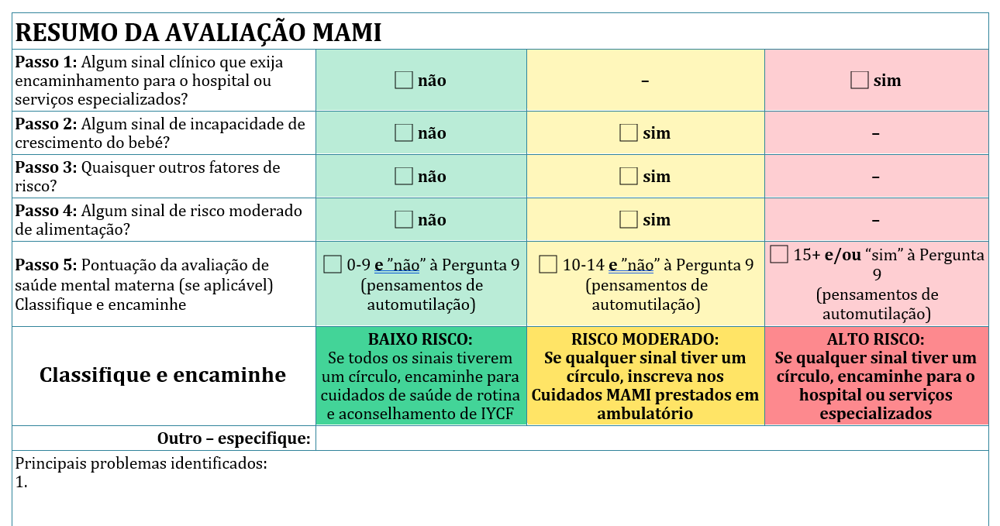 RESUMO DA AVALIAÇÃO MAMI
Passo 1: Algum sinal clínico que exija
encaminhamento para o hospital ou
serviços especializados?
não
–
sim
Passo 2: Algum sinal de incapacidade de
crescimento do bebé?
não
sim
–
Passo 3: Quaisquer outros fatores de
risco?
não
sim
–
Passo 4: Algum sinal de risco moderado
de alimentação?
não
sim
–
Passo 5: Pontuação da avaliação de
saúde mental materna (se aplicável)
Classifique e encaminhe
0-9 e ”não” à Pergunta 9
(pensamentos de
automutilação)
10-14 e ”não” à Pergunta 9
(pensamentos de
automutilação)
15+ e/ou “sim” à Pergunta
9
(pensamentos de
automutilação)
Classifique e encaminhe
BAIXO RISCO:
Se todos os sinais tiverem
um círculo, encaminhe para
cuidados de saúde de rotina
e aconselhamento de IYCF
RISCO MODERADO:
Se qualquer sinal tiver um
círculo, inscreva nos
Cuidados MAMI prestados em
ambulatório
ALTO RISCO:
Se qualquer sinal tiver um
círculo, encaminhe para o
hospital ou serviços
especializados
Outro – especifique:
Principais problemas identificados:
1.